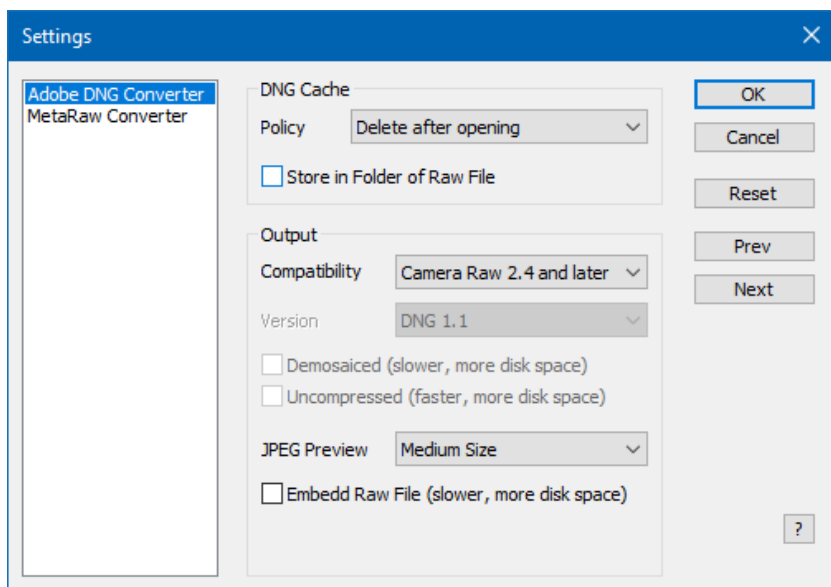 Settings
Adobe DNG Converter
MetaRaw Converter
DNG Cache
Policy Delete after opening
Store in Folder of Raw File
Output
Compatibility Camera Raw 2.4 and later
Version DNG 1.1
Demosaiced (slower, more disk space)
Uncompressed (faster, more disk space)
JPEG Preview Medium Size
Embedd Raw File (slower, more disk space)
OK
Cancel
Reset
Prev
Next
?